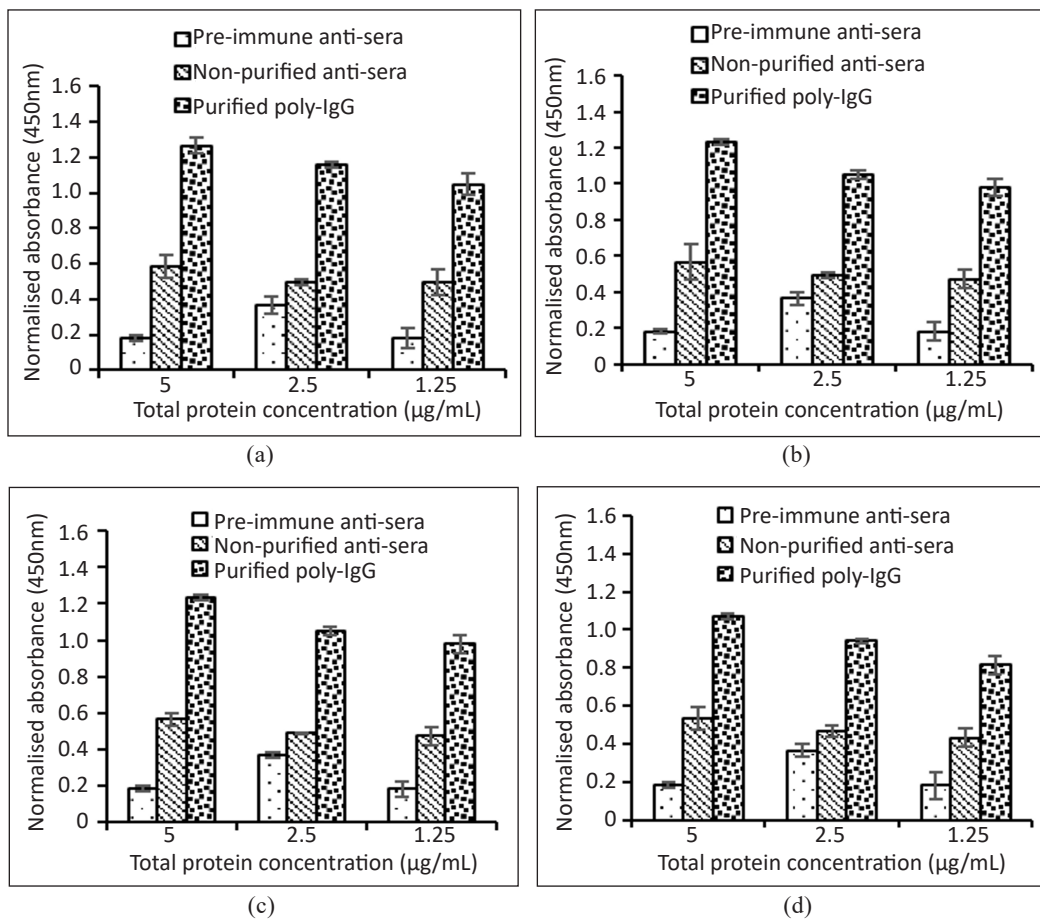 Pre-immune anti-sera
Non-purified anti-sera
Purified poly-IgG
Normalised absorbance (450nm)
1.6
1.4
1.2
1.0
0.8
0.6
0.4
0.2
0
5 2.5 1.25
Total protein concentration (µg/mL)
(a)
Pre-immune anti-sera
Non-purified anti-sera
Purified poly-IgG
Normalised absorbance (450nm)
1.6
1.4
1.2
1.0
0.8
0.6
0.4
0.2
0
5 2.5 1.25
Total protein concentration (µg/mL)
(b)
Pre-immune anti-sera
Non-purified anti-sera
Purified poly-IgG
Normalised absorbance (450nm)
1.6
1.4
1.2
1.0
0.8
0.6
0.4
0.2
0
5 2.5 1.25
Total protein concentration (µg/mL)
(c)
Pre-immune anti-sera
Non-purified anti-sera
Purified poly-IgG
Normalised absorbance (450nm)
1.6
1.4
1.2
1.0
0.8
0.6
0.4
0.2
0
5 2.5 1.25
Total protein concentration (µg/mL)
(d)